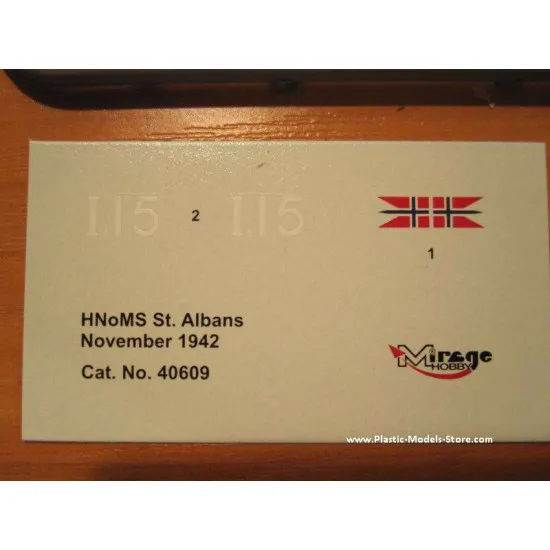 I.15 2 I.15
1
HNoMS St. Albans
November 1942
Cat. No. 40609
Mirage
HOBBY
www.Plastic-Models-Store.com